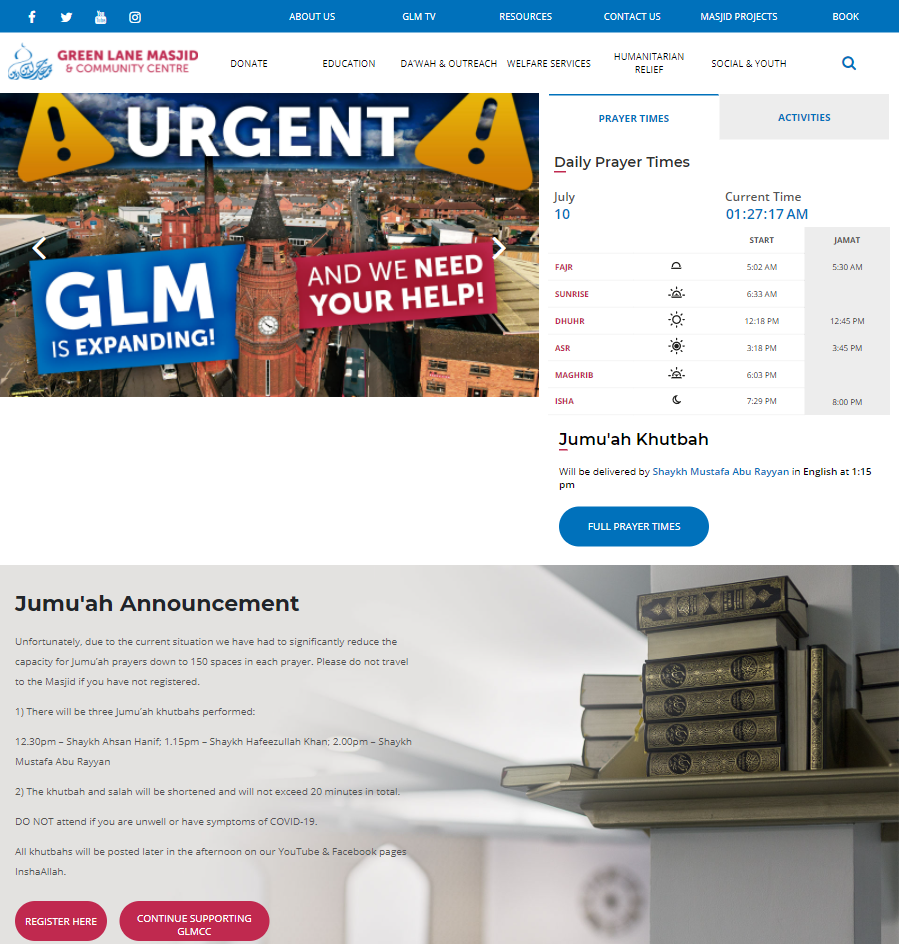 ABOUT US
GLM TV
RESOURCES
CONTACT US
MASJID PROJECTS
BOOK
GREEN LANE MASJID
& COMMUNITY CENTRE
DONATE
EDUCATION
DA'WAH & OUTREACH
WELFARE SERVICES
HUMANITARIAN
RELIEF
SOCIAL & YOUTH
URGENT
GLM
IS EXPANDING!
AND WE NEED
YOUR HELP!
PRAYER TIMES
ACTIVITIES
Daily Prayer Times
July
10
Current Time
01:27:17 AM
START JAMAT
FAJR 5:02 AM 5:30 AM
SUNRISE 6:33 AM
DHUHR 12:18 PM 12:45 PM
ASR 3:18 PM 3:45 PM
MAGHRIB 6:03 PM
ISHA 7:29 PM 8:00 PM
Jumu'ah Khutbah
Will be delivered by Shaykh Mustafa Abu Rayyan in English at 1:15
pm
FULL PRAYER TIMES
Jumu'ah Announcement
Unfortunately, due to the current situation we have had to significantly reduce the
capacity for Jumu'ah prayers down to 150 spaces in each prayer. Please do not travel
to the Masjid if you have not registered.
1) There will be three Jumu'ah khutbahs performed:
12.30pm – Shaykh Ahsan Hanif; 1.15pm – Shaykh Hafeezullah Khan; 2.00pm – Shaykh
Mustafa Abu Rayyan
2) The khutbah and salah will be shortened and will not exceed 20 minutes in total.
DO NOT attend if you are unwell or have symptoms of COVID-19.
All khutbahs will be posted later in the afternoon on our YouTube & Facebook pages
InshaAllah.
REGISTER HERE
CONTINUE SUPPORTING
GLMCC